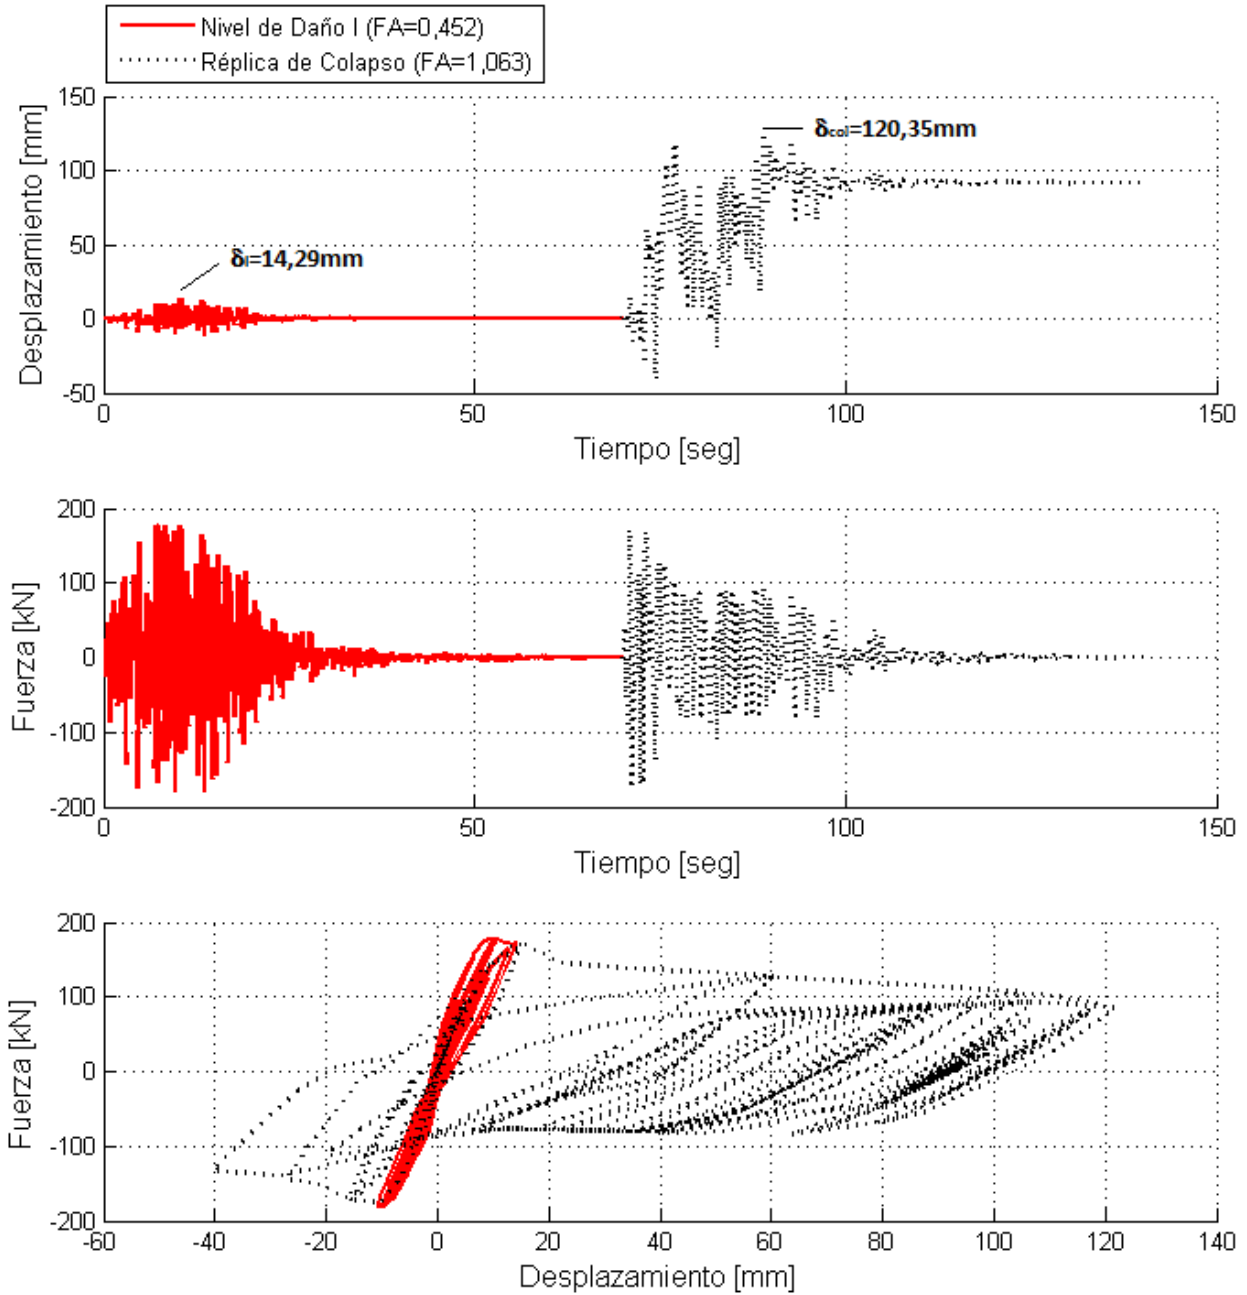 Nivel de Daño I (FA=0,452)
Réplica de Colapso (FA=1,063)
150
100
50
0
-50
Desplazamiento [mm]
δcol=120,35mm
δI=14,29mm
0 50 100 150
Tiempo [seg]
200
100
0
-100
-200
Fuerza [kN]
0 50 100 150
Tiempo [seg]
200
100
0
-100
-200
Fuerza [kN]
-60 -40 -20 0 20 40 60 80 100 120 140
Desplazamiento [mm]